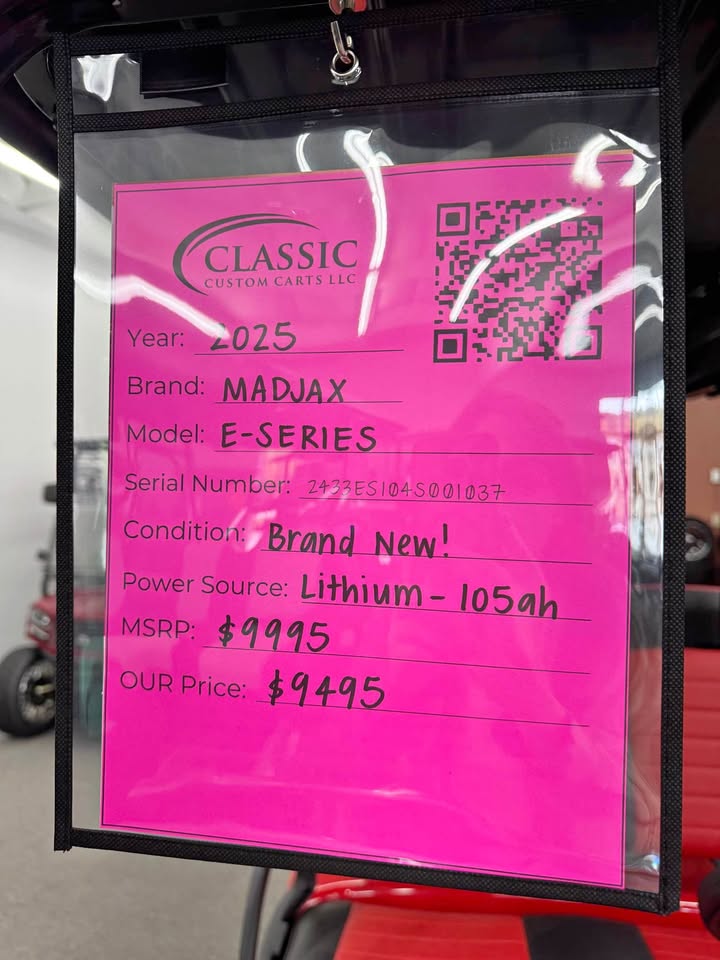 CLASSIC
CUSTOM CARTS LLC
Year: 2025
Brand: MADJAX
Model: E-SERIES
Serial Number: 2433ES104S001037
Condition: Brand New!
Power Source: Lithium - 105ah
MSRP: $9995
OUR Price: $9495